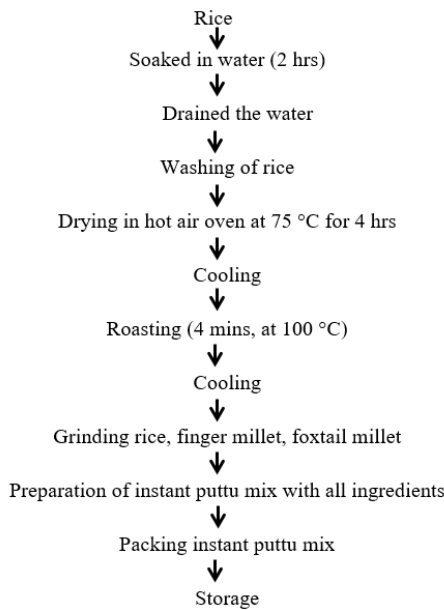 Rice
Soaked in water (2 hrs)
Drained the water
Washing of rice
Drying in hot air oven at 75 °C for 4 hrs
Cooling
Roasting (4 mins, at 100 °C)
Cooling
Grinding rice, finger millet, foxtail millet
Preparation of instant puttu mix with all ingredients
Packing instant puttu mix
Storage